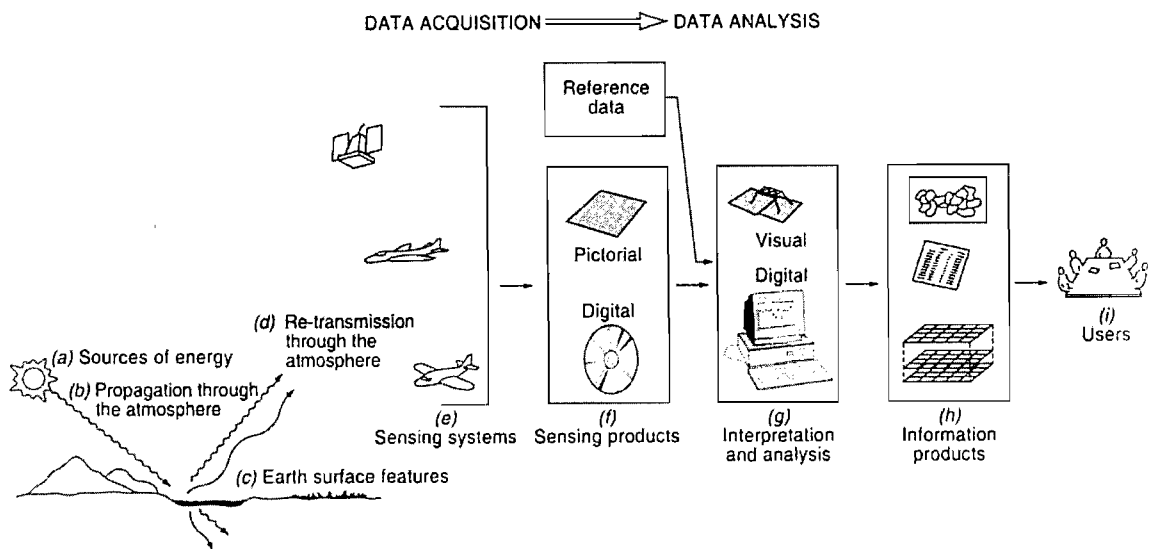 DATA ACQUISITION DATA ANALYSIS
Reference
data
Pictorial
Digital
Visual
Digital
(a) Sources of energy
(b) Propagation through
the atmosphere
(c) Earth surface features
(d) Re-transmission
through the
atmosphere
(e)
Sensing systems
(f)
Sensing products
(g)
Interpretation
and analysis
(h)
Information
products
(i)
Users